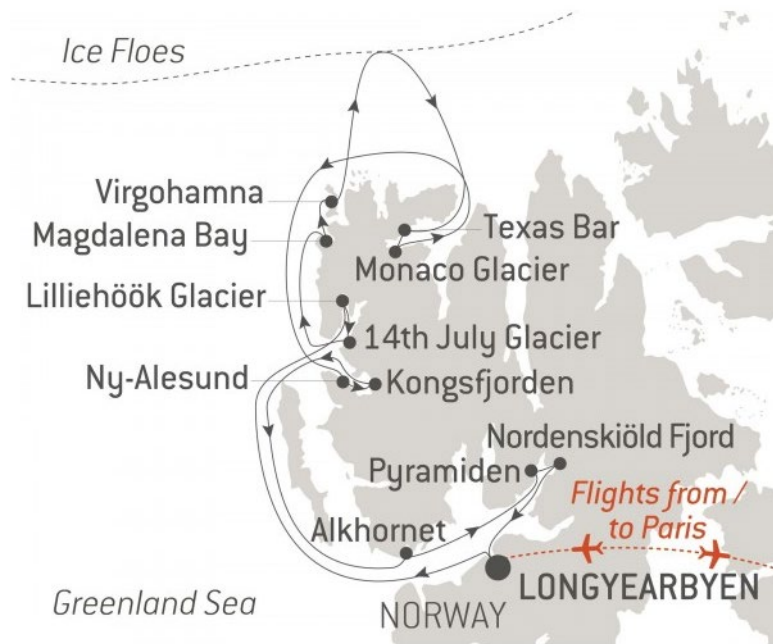 Ice Floes
Virgohamna
Magdalena Bay
Texas Bar
Monaco Glacier
Lilliehöök Glacier
14th July Glacier
Ny-Alesund
Kongsfjorden
Nordenskiöld Fjord
Pyramiden
Flights from /
to Paris
Alkhornet
LONGYEARBYEN
Greenland Sea
NORWAY